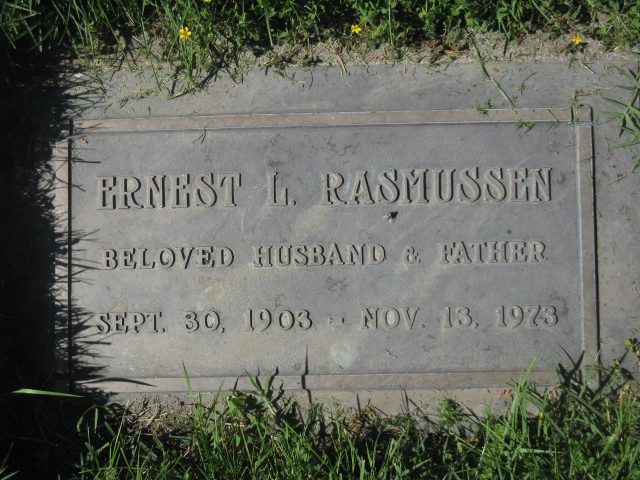 ERNEST L. RASMUSSEN
BELOVED HUSBAND & FATHER
SEPT. 30, 1903 - NOV. 13, 1973